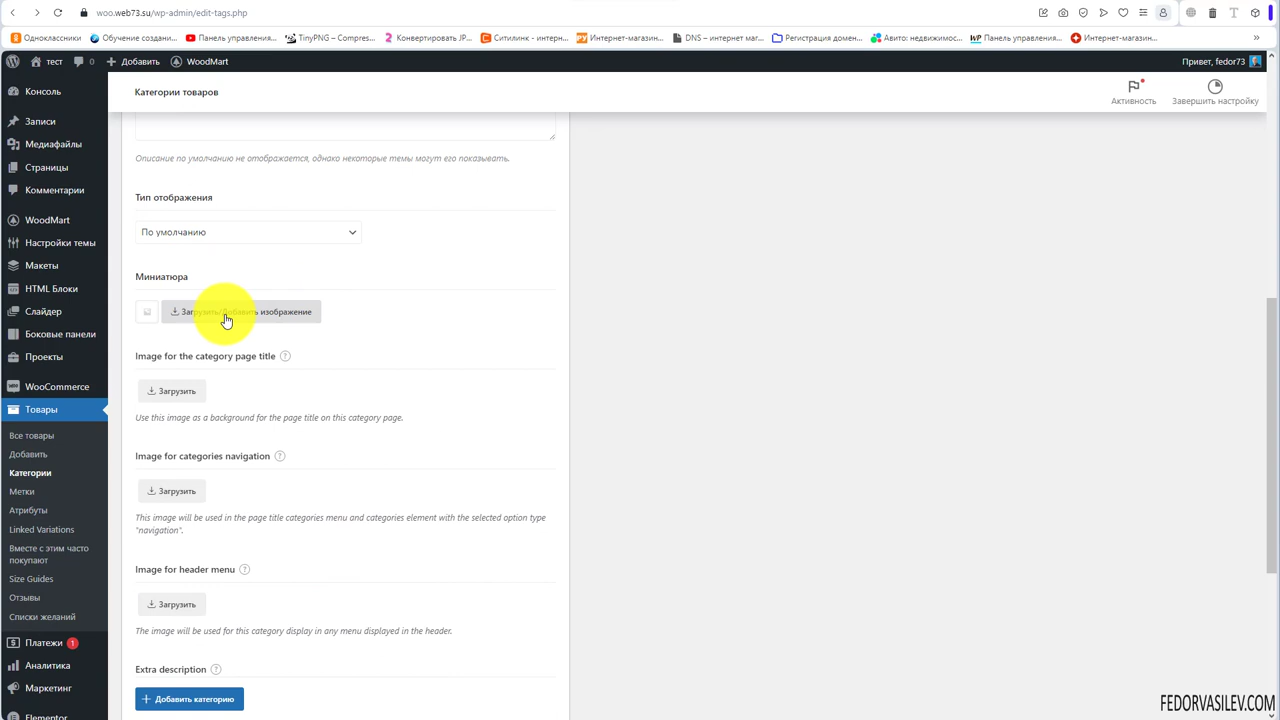 woo.web73.su/wp-admin/edit-tags.php
Одноклассники
Обучение создани...
Панель управления...
TinyPNG – Compres...
Конвертировать JP...
Ситилинк - интерн...
Интернет-магазин...
DNS – интернет маг...
Регистрация домен...
Авито: недвижимос...
Панель управления...
Интернет-магазин...
тест
0
Добавить
WoodMart
Привет, fedor73
Консоль
Записи
Медиафайлы
Страницы
Комментарии
WoodMart
Настройки темы
Макеты
HTML Блоки
Слайдер
Боковые панели
Проекты
WooCommerce
Товары
Все товары
Добавить
Категории
Метки
Атрибуты
Linked Variations
Вместе с этим часто
покупают
Size Guides
Отзывы
Списки желаний
Платежи 1
Аналитика
Маркетинг
Elementor
Категории товаров
Активность
Завершить настройку
Описание по умолчанию не отображается, однако некоторые темы могут его показывать.
Тип отображения
По умолчанию
Миниатюра
Загрузить/Добавить изображение
Image for the category page title ?
Загрузить
Use this image as a background for the page title on this category page.
Image for categories navigation ?
Загрузить
This image will be used in the page title categories menu and categories element with the selected option type
"navigation".
Image for header menu ?
Загрузить
The image will be used for this category display in any menu displayed in the header.
Extra description ?
Добавить категорию
FEDORVASILEV.COM